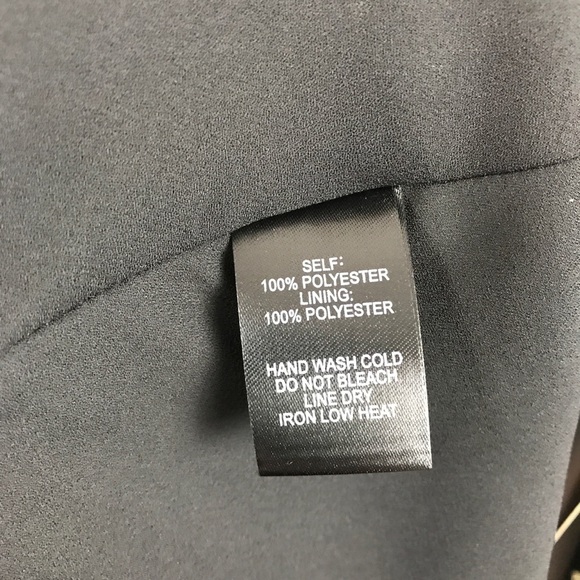 SELF:
100% POLYESTER
LINING:
100% POLYESTER
HAND WASH COLD
DO NOT BLEACH
LINE DRY
IRON LOW HEAT